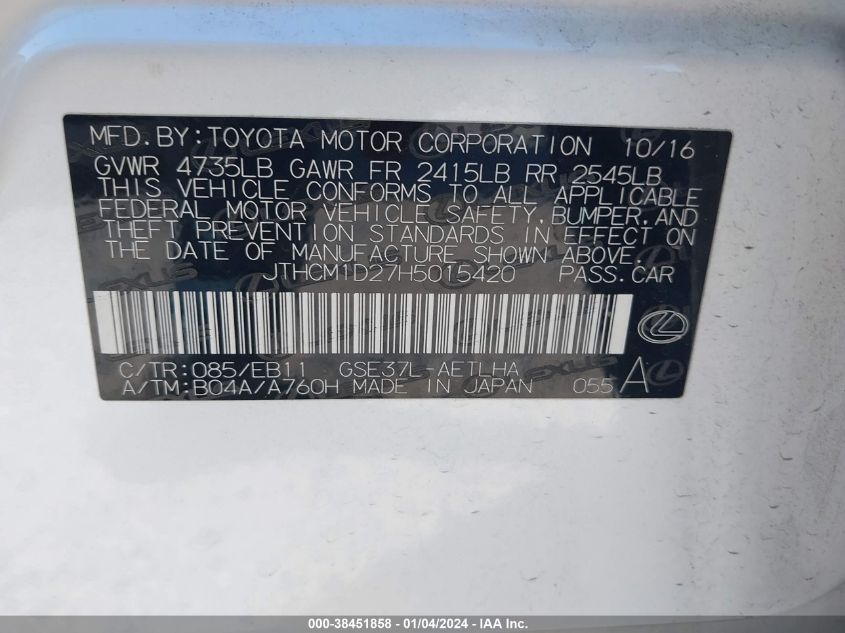 MFD.BY:TOYOTA MOTOR CORPORATION 10/16
GVWR 4735LB GAWR FR 2415LB RR 2545LB
THIS VEHICLE CONFORMS TO ALL APPLICABLE
FEDERAL MOTOR VEHICLE SAFETY,BUMPER,AND
THEFT PREVENTION STANDARDS IN EFFECT ON
THE DATE OF MANUFACTURE SHOWN ABOVE.
JTHCM1D27H5015420 PASS.CAR
C/TR:085/EB11 GSE37L-AETLHA
A/TM:B04A/A760H MADE IN JAPAN 055 A
000-38451858 - 01/04/2024 - IAA Inc.